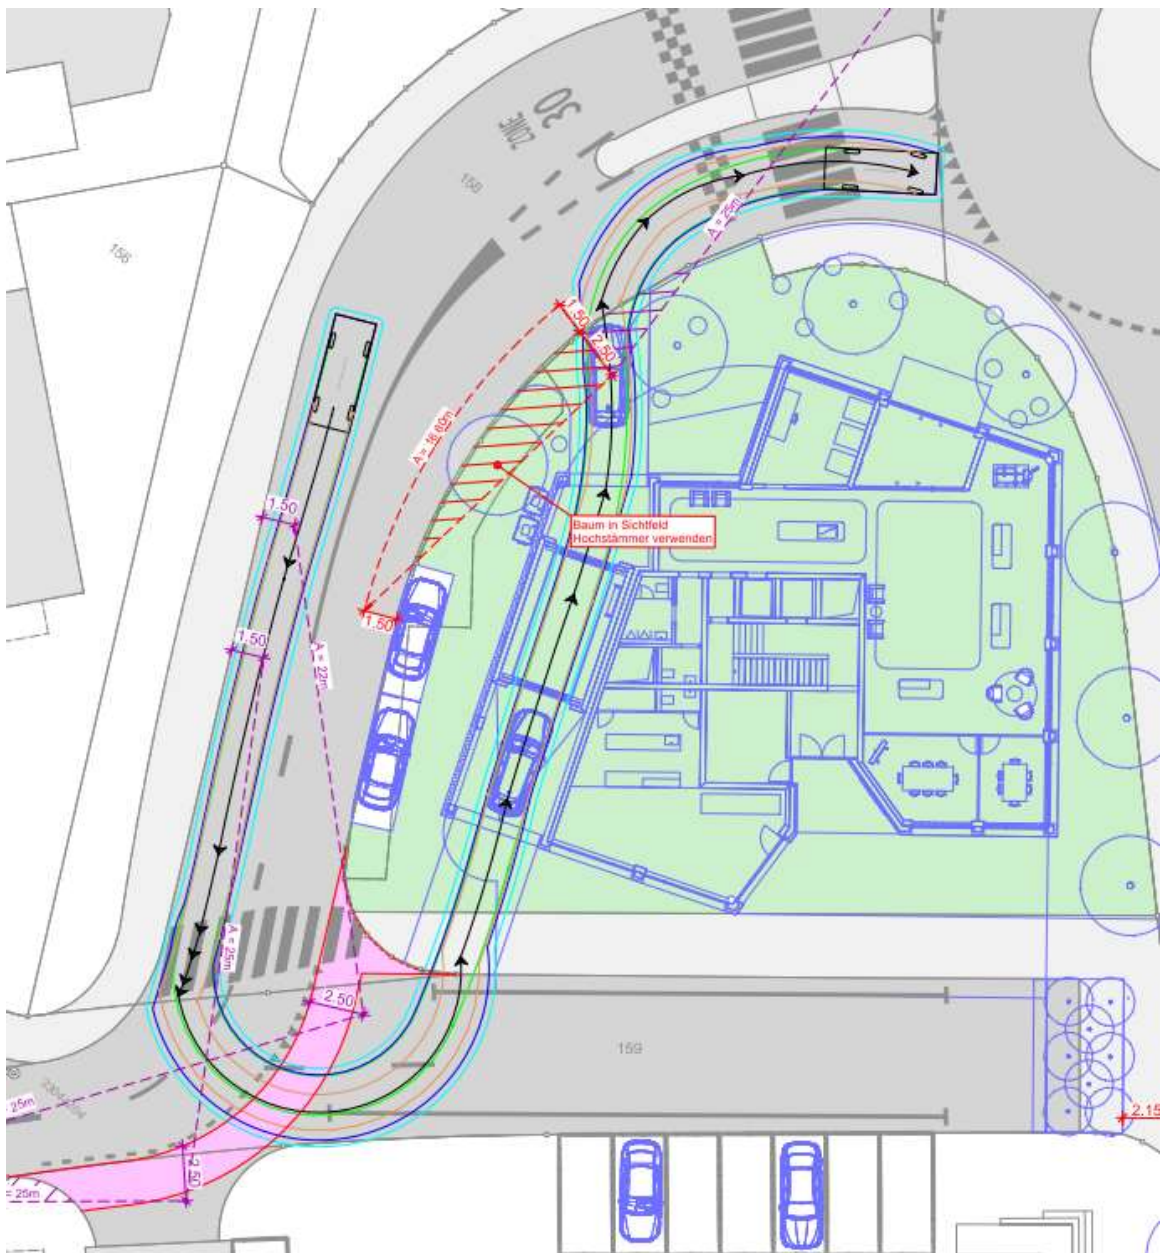 30
ZONE
158
156
A = 25m
1.50
2.50
A = 16.60m
Baum in Sichtfeld
Hochstämmer verwenden
1.50
1.50
1.50
A = 22m
A = 25m
2.50
159
25m
2.50
= 25m
2.15